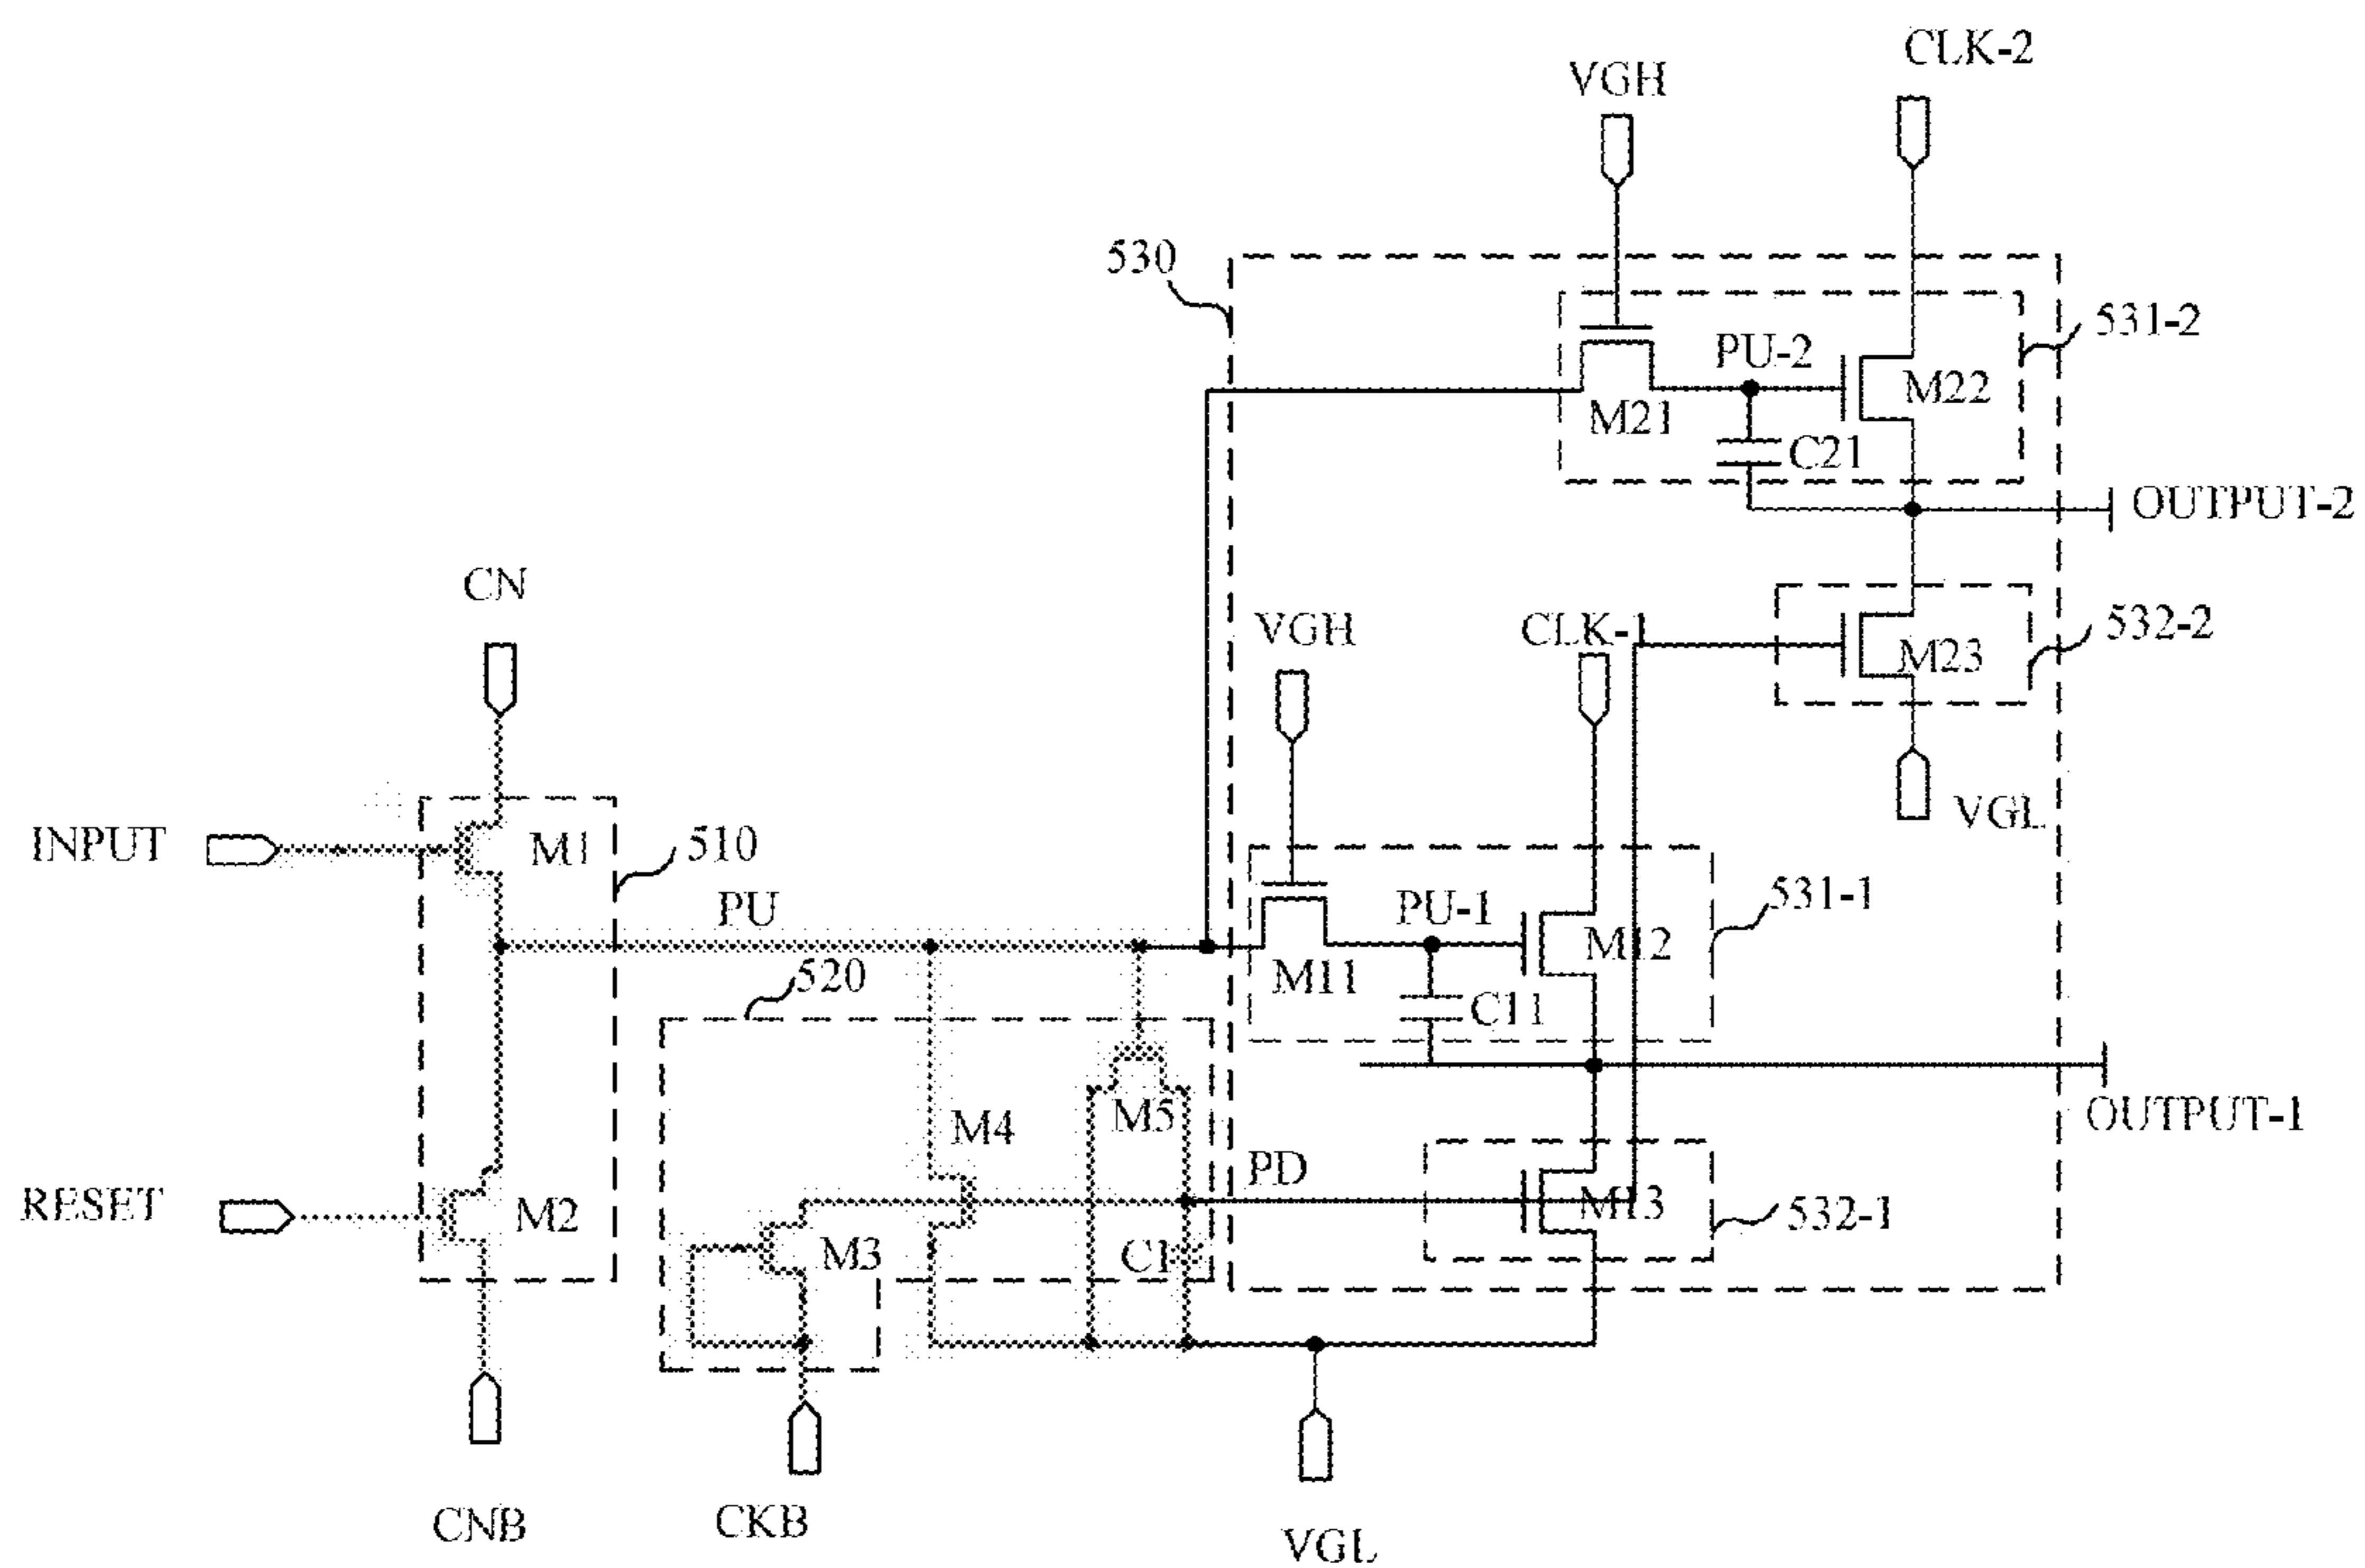 CLK-2
VGH
530
531-2
PU-2
M22
M21
C21
OUTPUT-2
CN
VGH
CLK-1
532-2
M23
VGL
INPUT
M1
510
PU
PU-1
531-1
M12
520
M11
C11
M5
M4
OUTPUT-1
PD
RESET
M2
M13
532-1
M3
C1
CNB
CKB
VGL